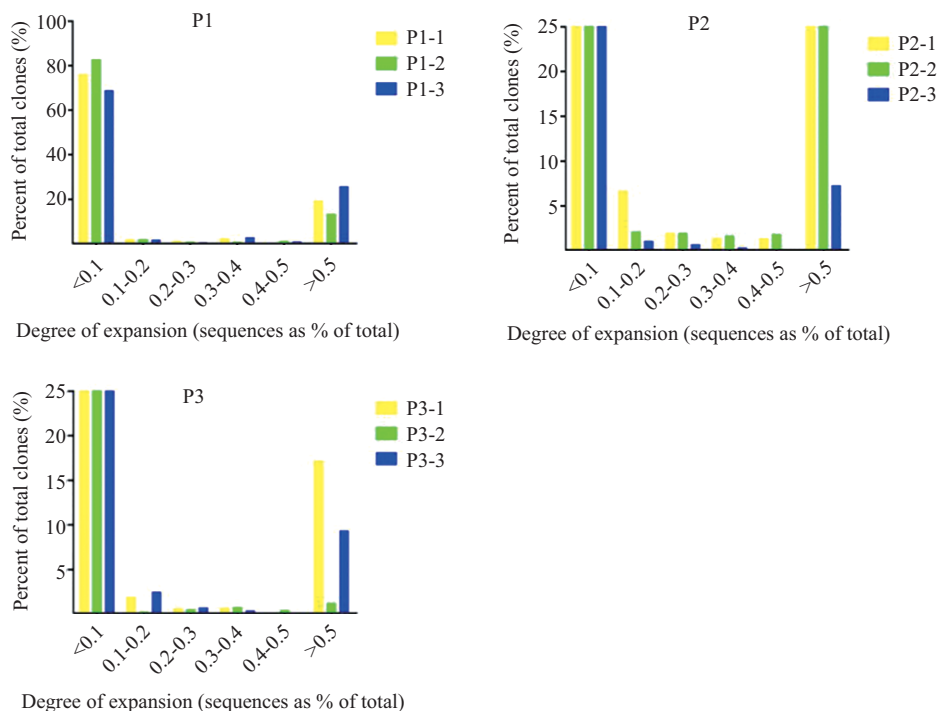 P1
Percent of total clones (%)
100
80
60
40
20
P1-1
P1-2
P1-3
<0.1
0.1-0.2
0.2-0.3
0.3-0.4
0.4-0.5
>0.5
Degree of expansion (sequences as % of total)
P2
Percent of total clones (%)
25
20
15
10
5
P2-1
P2-2
P2-3
<0.1
0.1-0.2
0.2-0.3
0.3-0.4
0.4-0.5
>0.5
Degree of expansion (sequences as % of total)
P3
Percent of total clones (%)
25
20
15
10
5
P3-1
P3-2
P3-3
<0.1
0.1-0.2
0.2-0.3
0.3-0.4
0.4-0.5
>0.5
Degree of expansion (sequences as % of total)